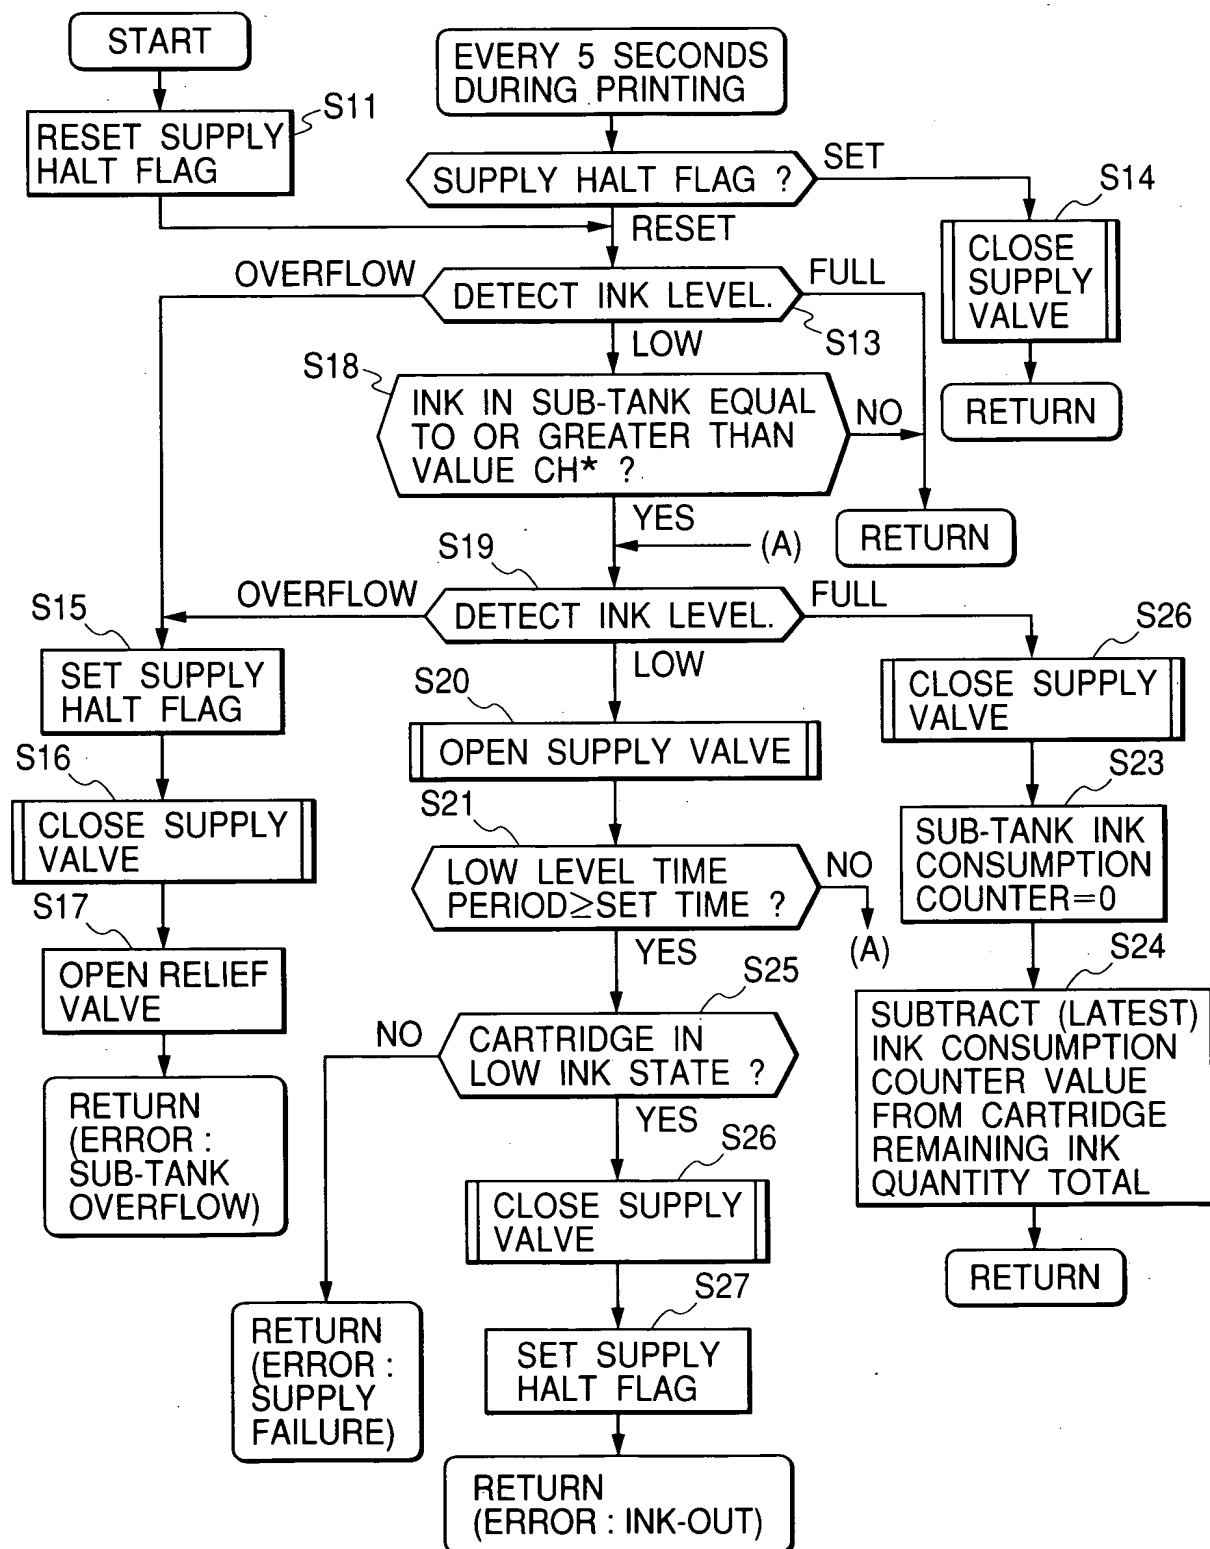 START
EVERY 5 SECONDS
DURING PRINTING
S11
RESET SUPPLY
HALT FLAG
SUPPLY HALT FLAG ?
SET
S14
RESET
CLOSE
SUPPLY
VALVE
OVERFLOW
DETECT INK LEVEL.
FULL
S13
LOW
RETURN
S18
INK IN SUB-TANK EQUAL
TO OR GREATER THAN
VALUE CH* ?
NO
YES
RETURN
(A)
S19
OVERFLOW
DETECT INK LEVEL.
FULL
LOW
S15
SET SUPPLY
HALT FLAG
S26
CLOSE SUPPLY
VALVE
S20
OPEN SUPPLY VALVE
S16
CLOSE SUPPLY
VALVE
S23
SUB-TANK INK
CONSUMPTION
COUNTER=0
S21
LOW LEVEL TIME
PERIOD≥SET TIME ?
NO
(A)
YES
S17
OPEN RELIEF
VALVE
S24
SUBTRACT (LATEST)
INK CONSUMPTION
COUNTER VALUE
FROM CARTRIDGE
REMAINING INK
QUANTITY TOTAL
S25
NO
CARTRIDGE IN
LOW INK STATE ?
YES
RETURN
(ERROR :
SUB-TANK
OVERFLOW)
S26
CLOSE SUPPLY
VALVE
RETURN
S27
SET SUPPLY
HALT FLAG
RETURN
(ERROR :
SUPPLY
FAILURE)
RETURN
(ERROR : INK-OUT)